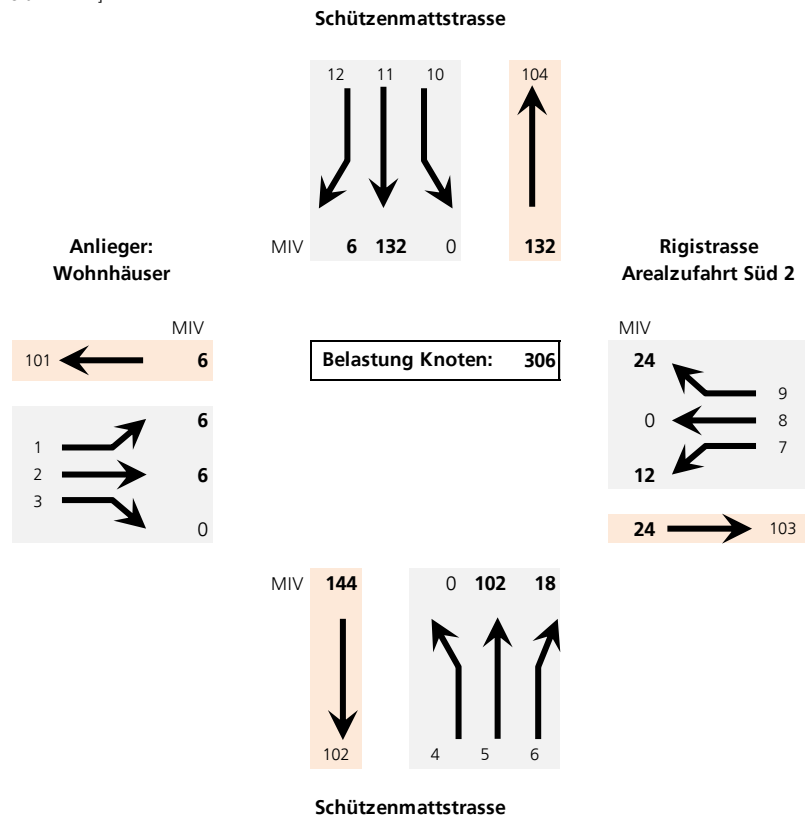 Schützenmattstrasse
12 11 10 104
MIV 6 132 0 132
Anlieger:
Wohnhäuser
Rigistrasse
Arealzufahrt Süd 2
MIV
101 6
Belastung Knoten: 306
MIV
24
9
0 8
7
12
6
1
2 6
3
0
24 103
MIV 144 0 102 18
102 4 5 6
Schützenmattstrasse